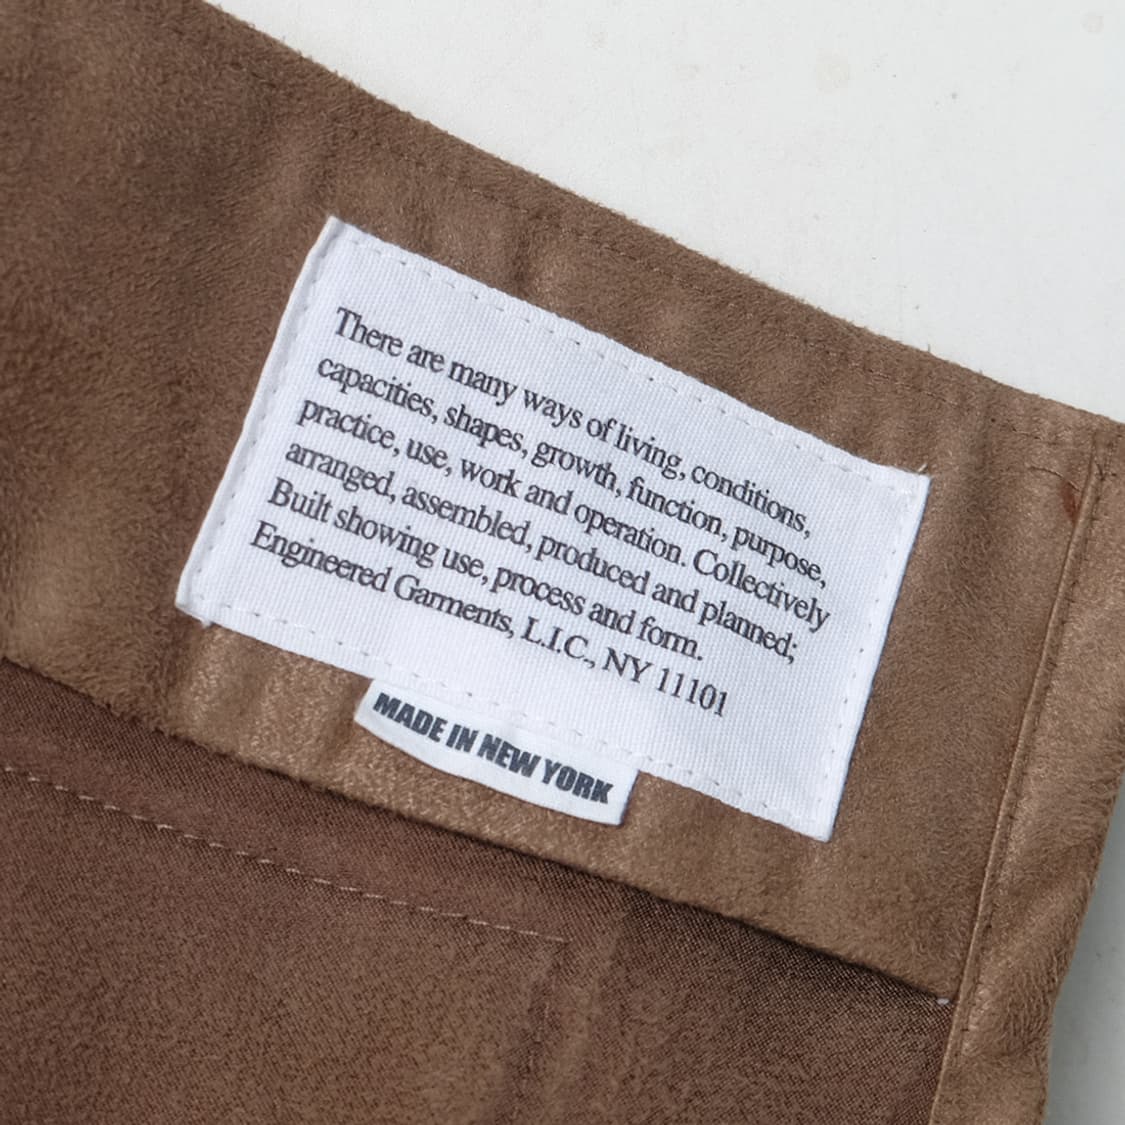 There are many ways of living, conditions,
capacities, shapes, growth, function, purpose,
practice, use, work and operation. Collectively
arranged, assembled, produced and planned;
Built showing use, process and form.
Engineered Garments, L.I.C., NY 11101
MADE IN NEW YORK